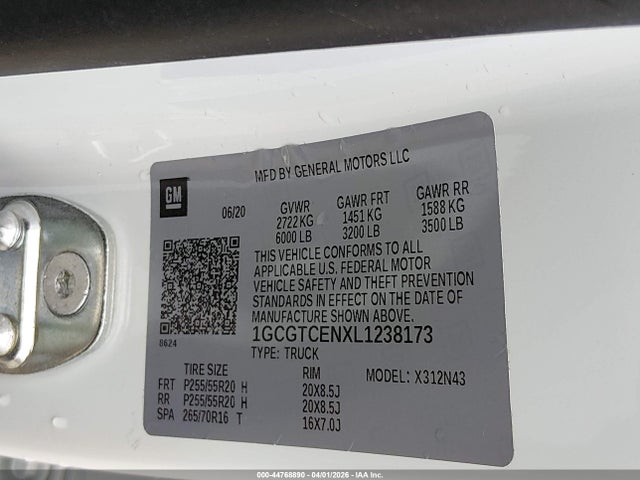 MFD BY GENERAL MOTORS LLC
GM
06/20 GVWR GAWR FRT GAWR RR
2722 KG 1451 KG 1588 KG
6000 LB 3200 LB 3500 LB
THIS VEHICLE CONFORMS TO ALL
APPLICABLE U.S. FEDERAL MOTOR
VEHICLE SAFETY AND THEFT PREVENTION
STANDARDS IN EFFECT ON THE DATE OF
MANUFACTURE SHOWN ABOVE.
8624 1GCGTCENXL1238173
TYPE: TRUCK
TIRE SIZE RIM MODEL: X312N43
FRT P255/55R20 H 20X8.5J
RR P255/55R20 H 20X8.5J
SPA 265/70R16 T 16X7.0J
000-44768890 - 04/01/2026 - IAA Inc.